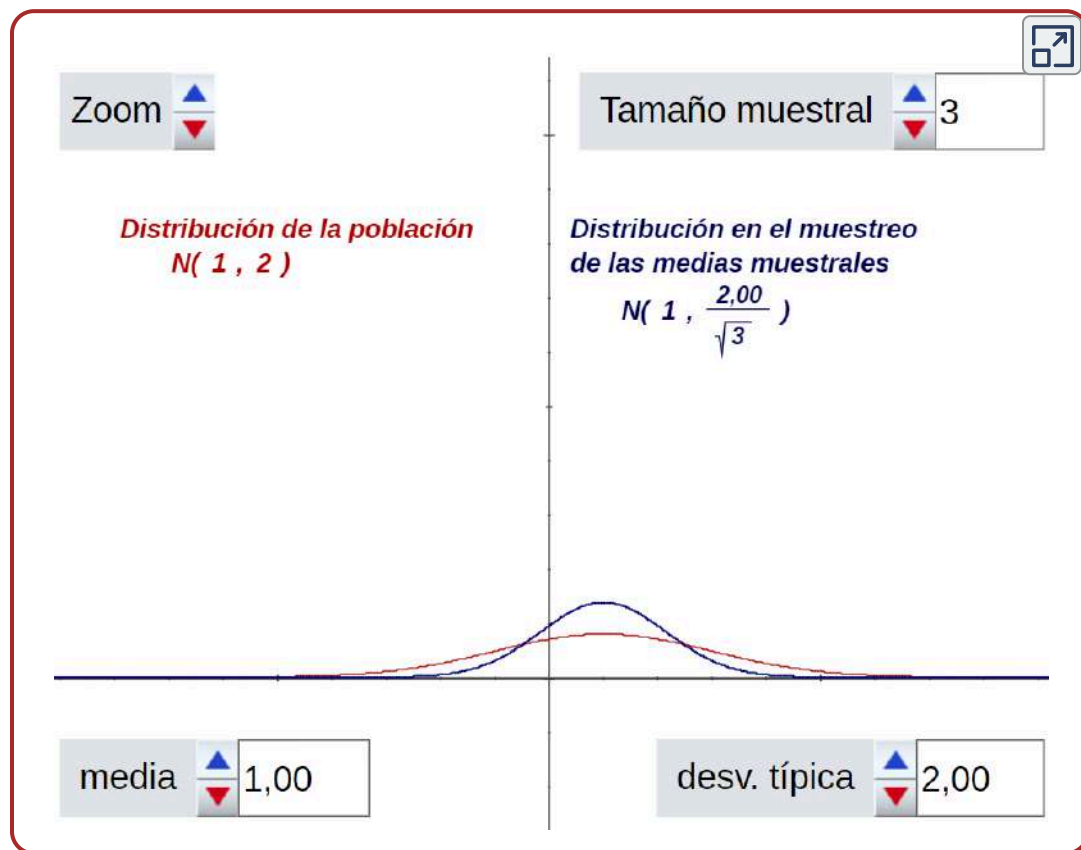 Zoom
Tamaño muestral 3
Distribución de la población
N( 1 , 2 )
Distribución en el muestreo
de las medias muestrales
N( 1 , 2,00/√3 )
media 1,00
desv. típica 2,00